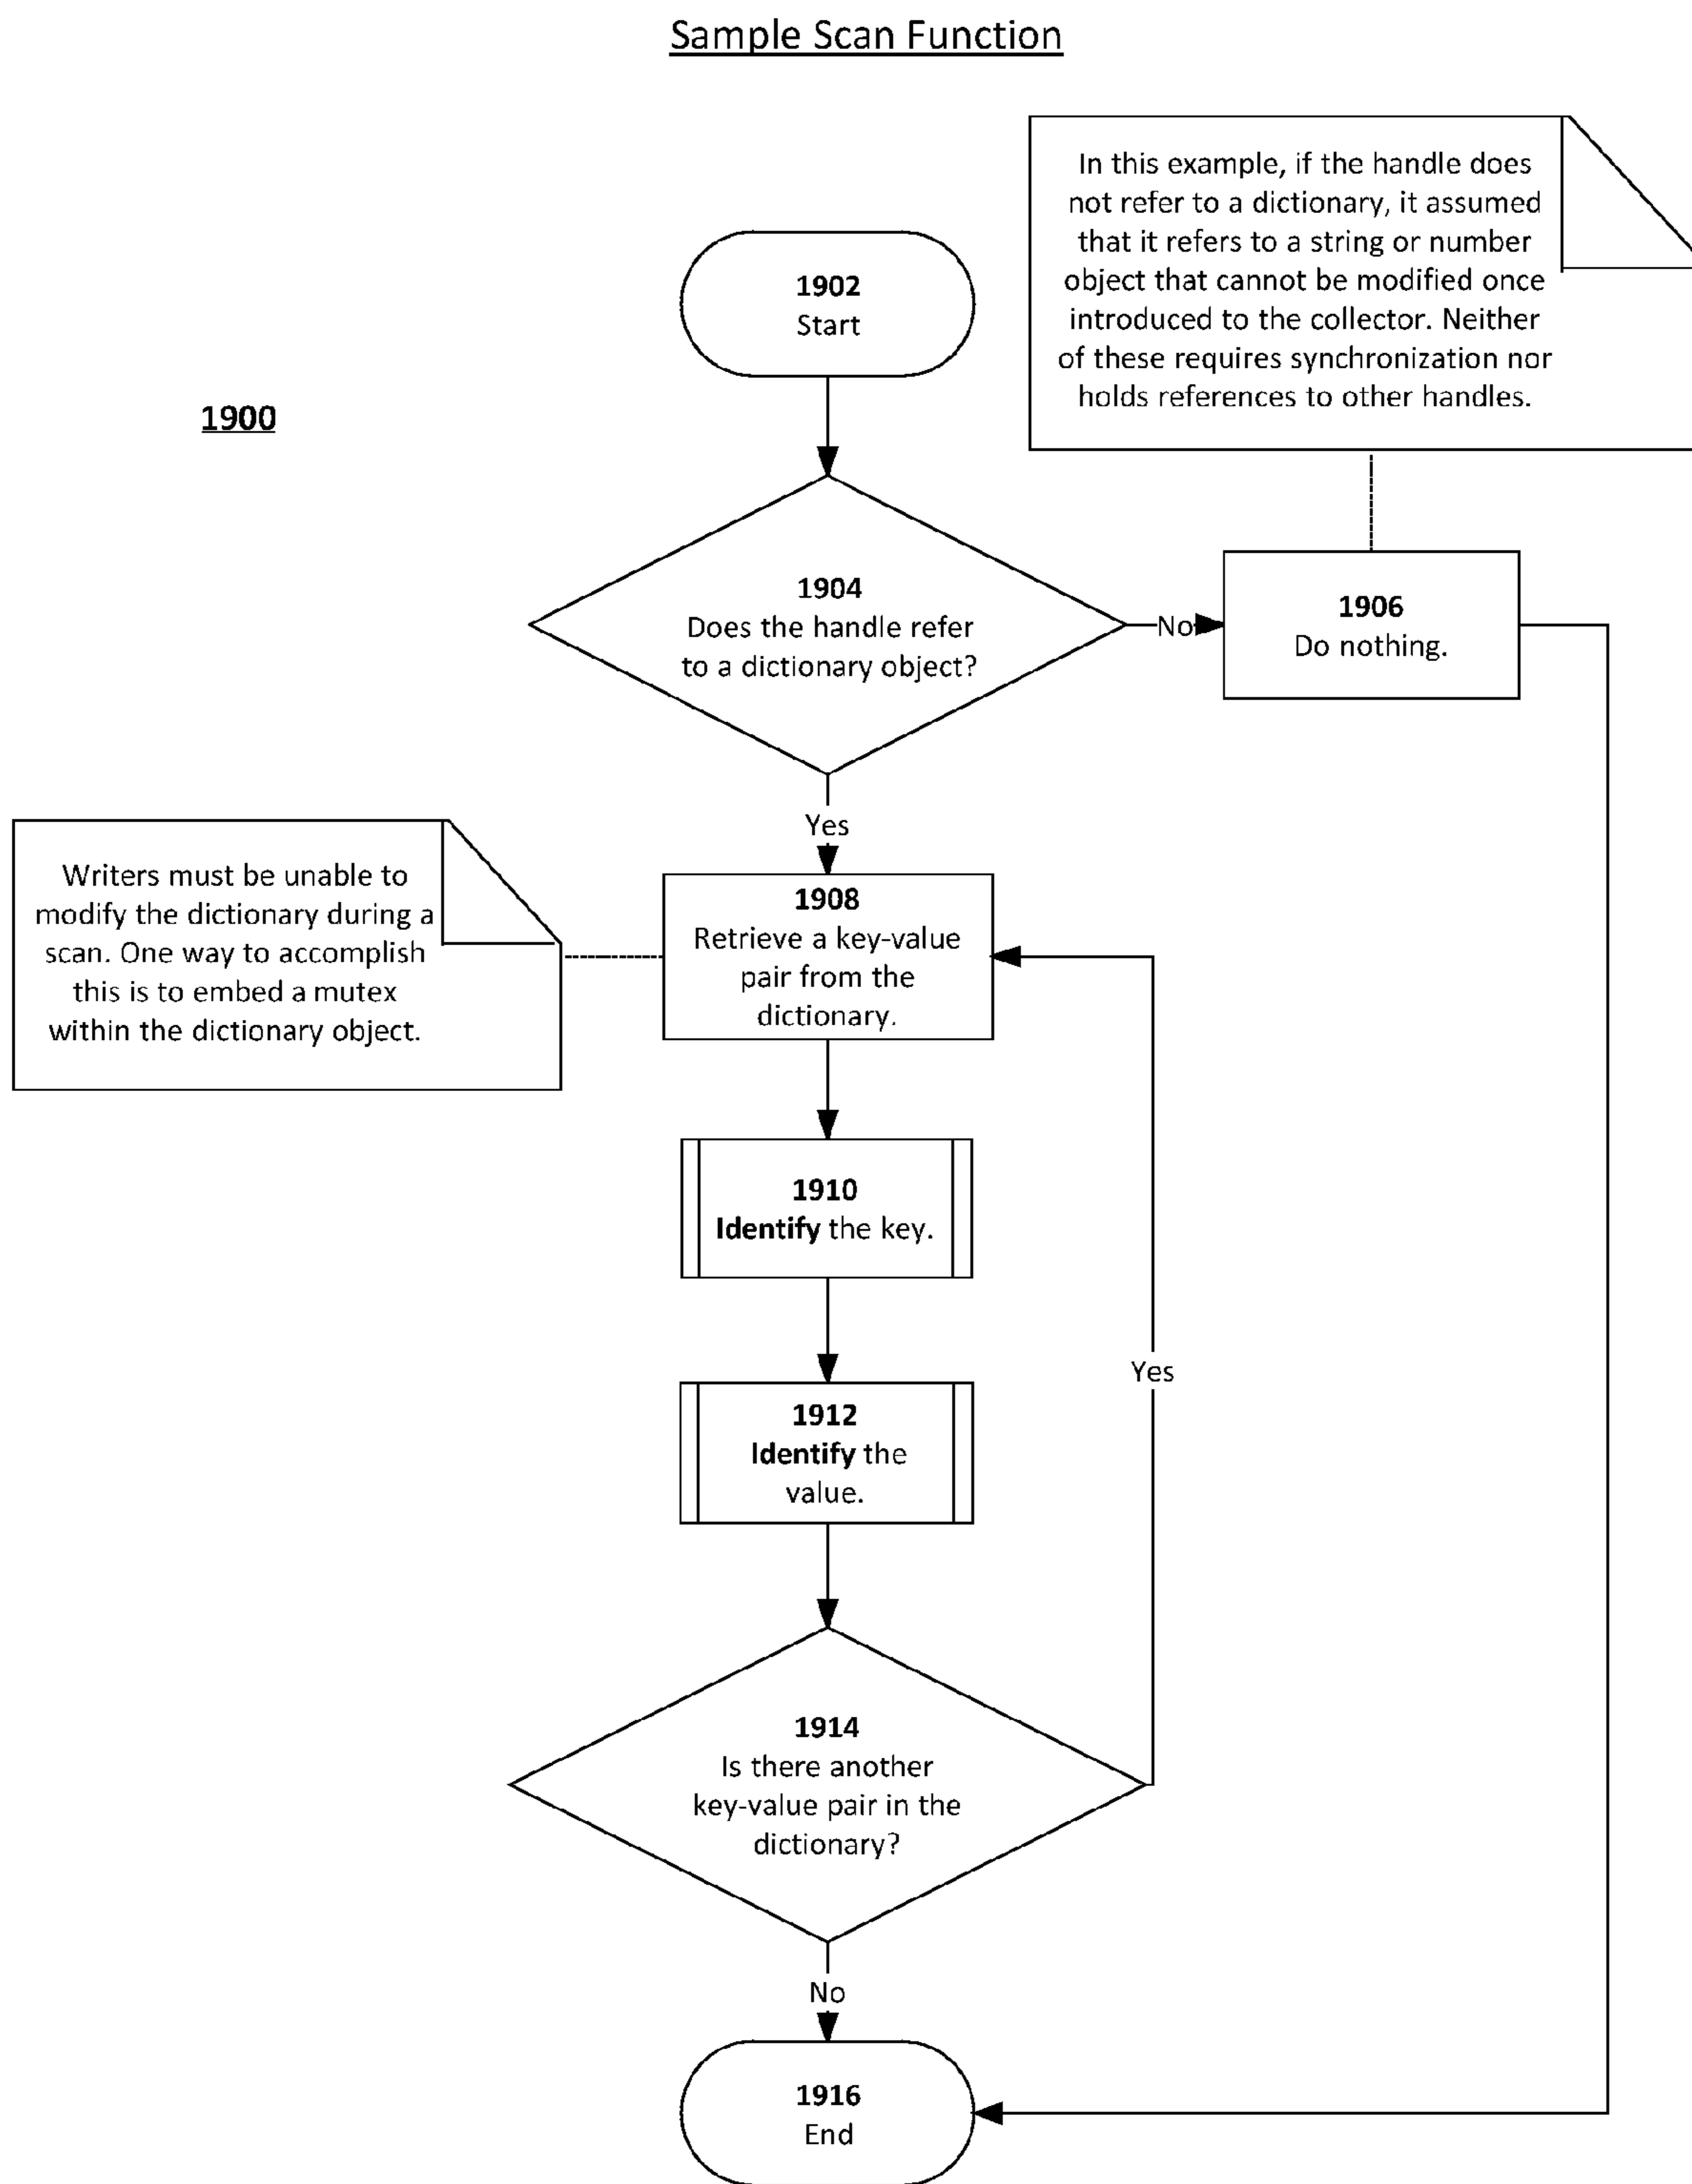 Sample Scan Function
In this example, if the handle does
not refer to a dictionary, it assumed
that it refers to a string or number
object that cannot be modified once
introduced to the collector. Neither
of these requires synchronization nor
holds references to other handles.
1902
Start
1900
1904
Does the handle refer
to a dictionary object?
No
1906
Do nothing.
Yes
Writers must be unable to
modify the dictionary during a
scan. One way to accomplish
this is to embed a mutex
within the dictionary object.
1908
Retrieve a key-value
pair from the
dictionary.
1910
Identify the key.
Yes
1912
Identify the
value.
1914
Is there another
key-value pair in the
dictionary?
No
1916
End